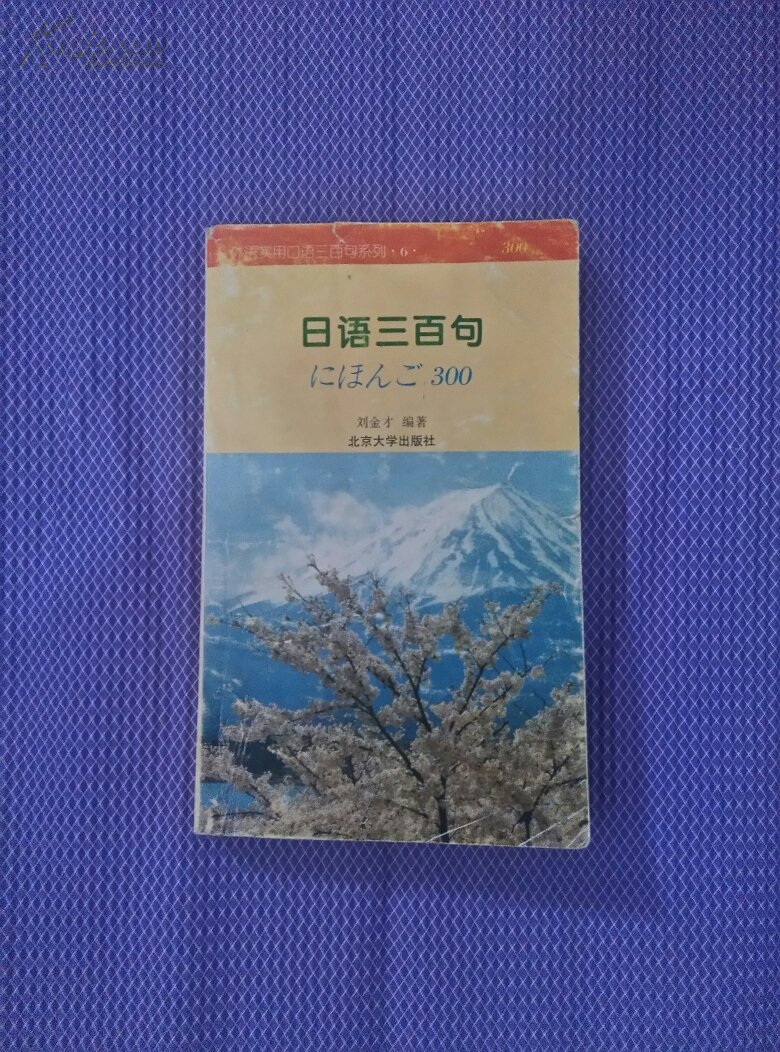 外语实用口语三百句系列·6·
300
日语三百句
にほんご 300
刘金才 编著
北京大学出版社